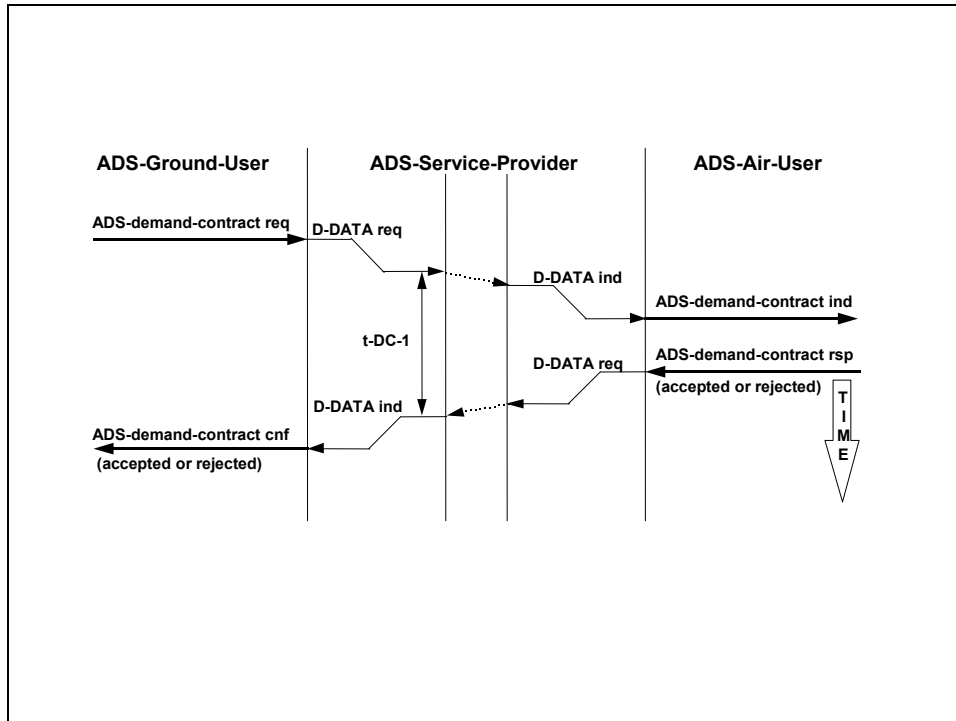 ADS-Ground-User
ADS-Service-Provider
ADS-Air-User
ADS-demand-contract req
D-DATA req
D-DATA ind
ADS-demand-contract ind
t-DC-1
ADS-demand-contract rsp
D-DATA req
(accepted or rejected)
D-DATA ind
ADS-demand-contract cnf
(accepted or rejected)
TIME